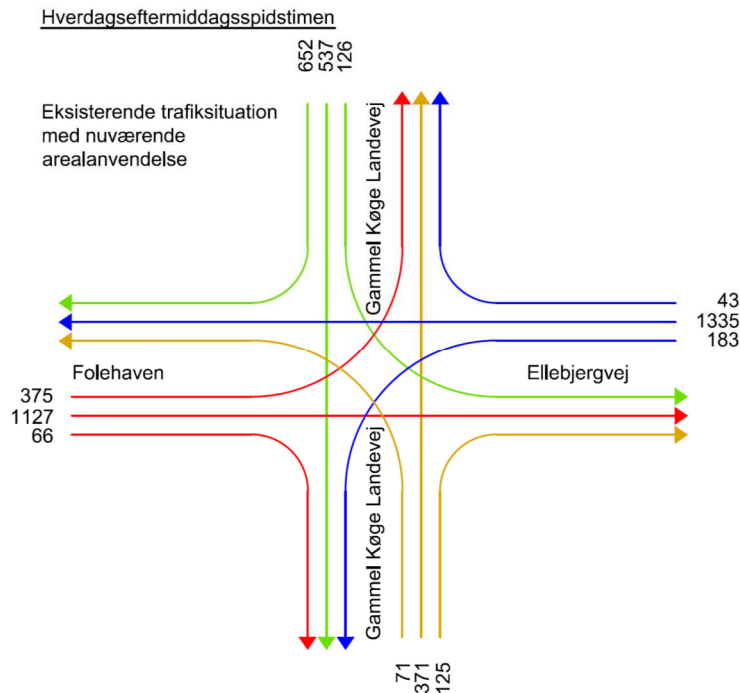 Hverdagseftermiddagsspidstimen
652
537
126
Eksisterende trafiksituation
med nuværende
arealanvendelse
Gammel Køge Landevej
43
1335
183
Folehaven
Ellebjergvej
375
1127
66
Gammel Køge Landevej
71
371
125